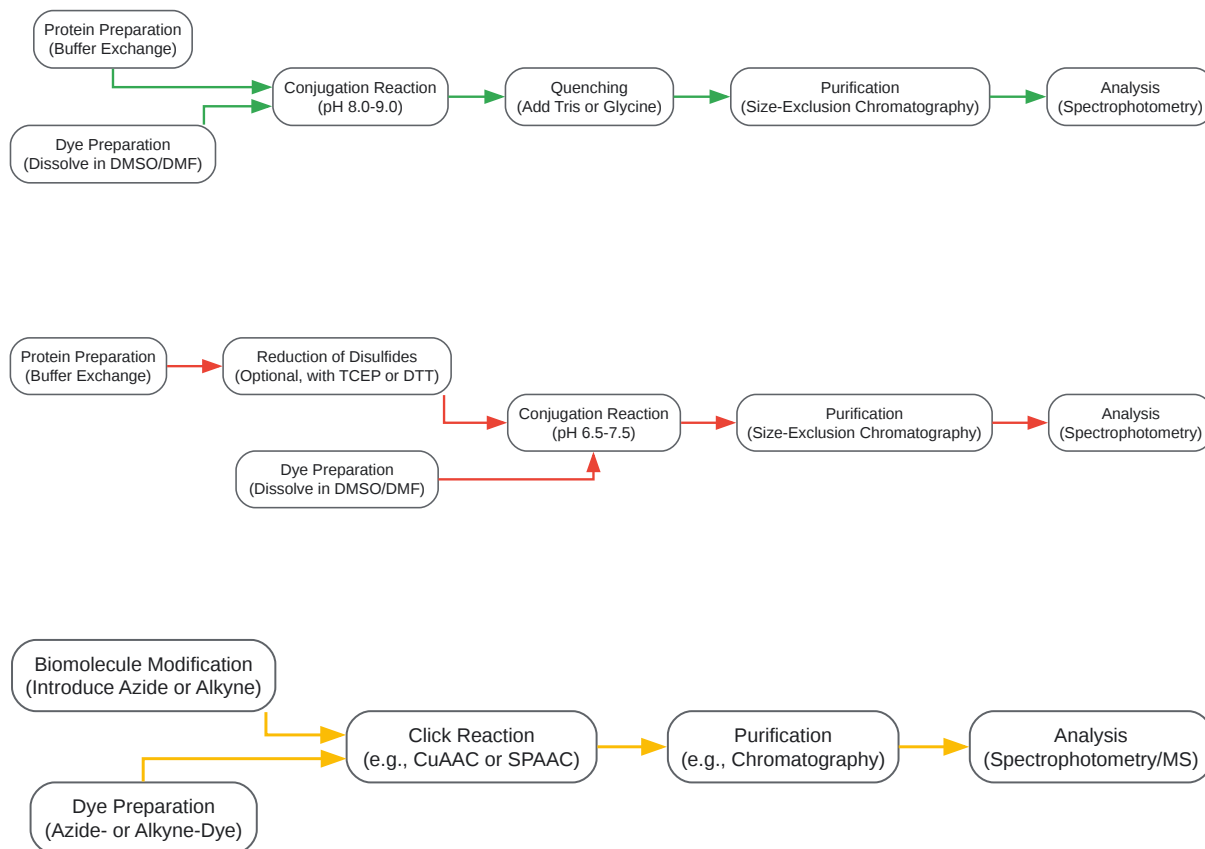 Protein Preparation
(Buffer Exchange)
Dye Preparation
(Dissolve in DMSO/DMF)
Conjugation Reaction
(pH 8.0-9.0)
Quenching
(Add Tris or Glycine)
Purification
(Size-Exclusion Chromatography)
Analysis
(Spectrophotometry)
Protein Preparation
(Buffer Exchange)
Reduction of Disulfides
(Optional, with TCEP or DTT)
Dye Preparation
(Dissolve in DMSO/DMF)
Conjugation Reaction
(pH 6.5-7.5)
Purification
(Size-Exclusion Chromatography)
Analysis
(Spectrophotometry)
Biomolecule Modification
(Introduce Azide or Alkyne)
Dye Preparation
(Azide- or Alkyne-Dye)
Click Reaction
(e.g., CuAAC or SPAAC)
Purification
(e.g., Chromatography)
Analysis
(Spectrophotometry/MS)